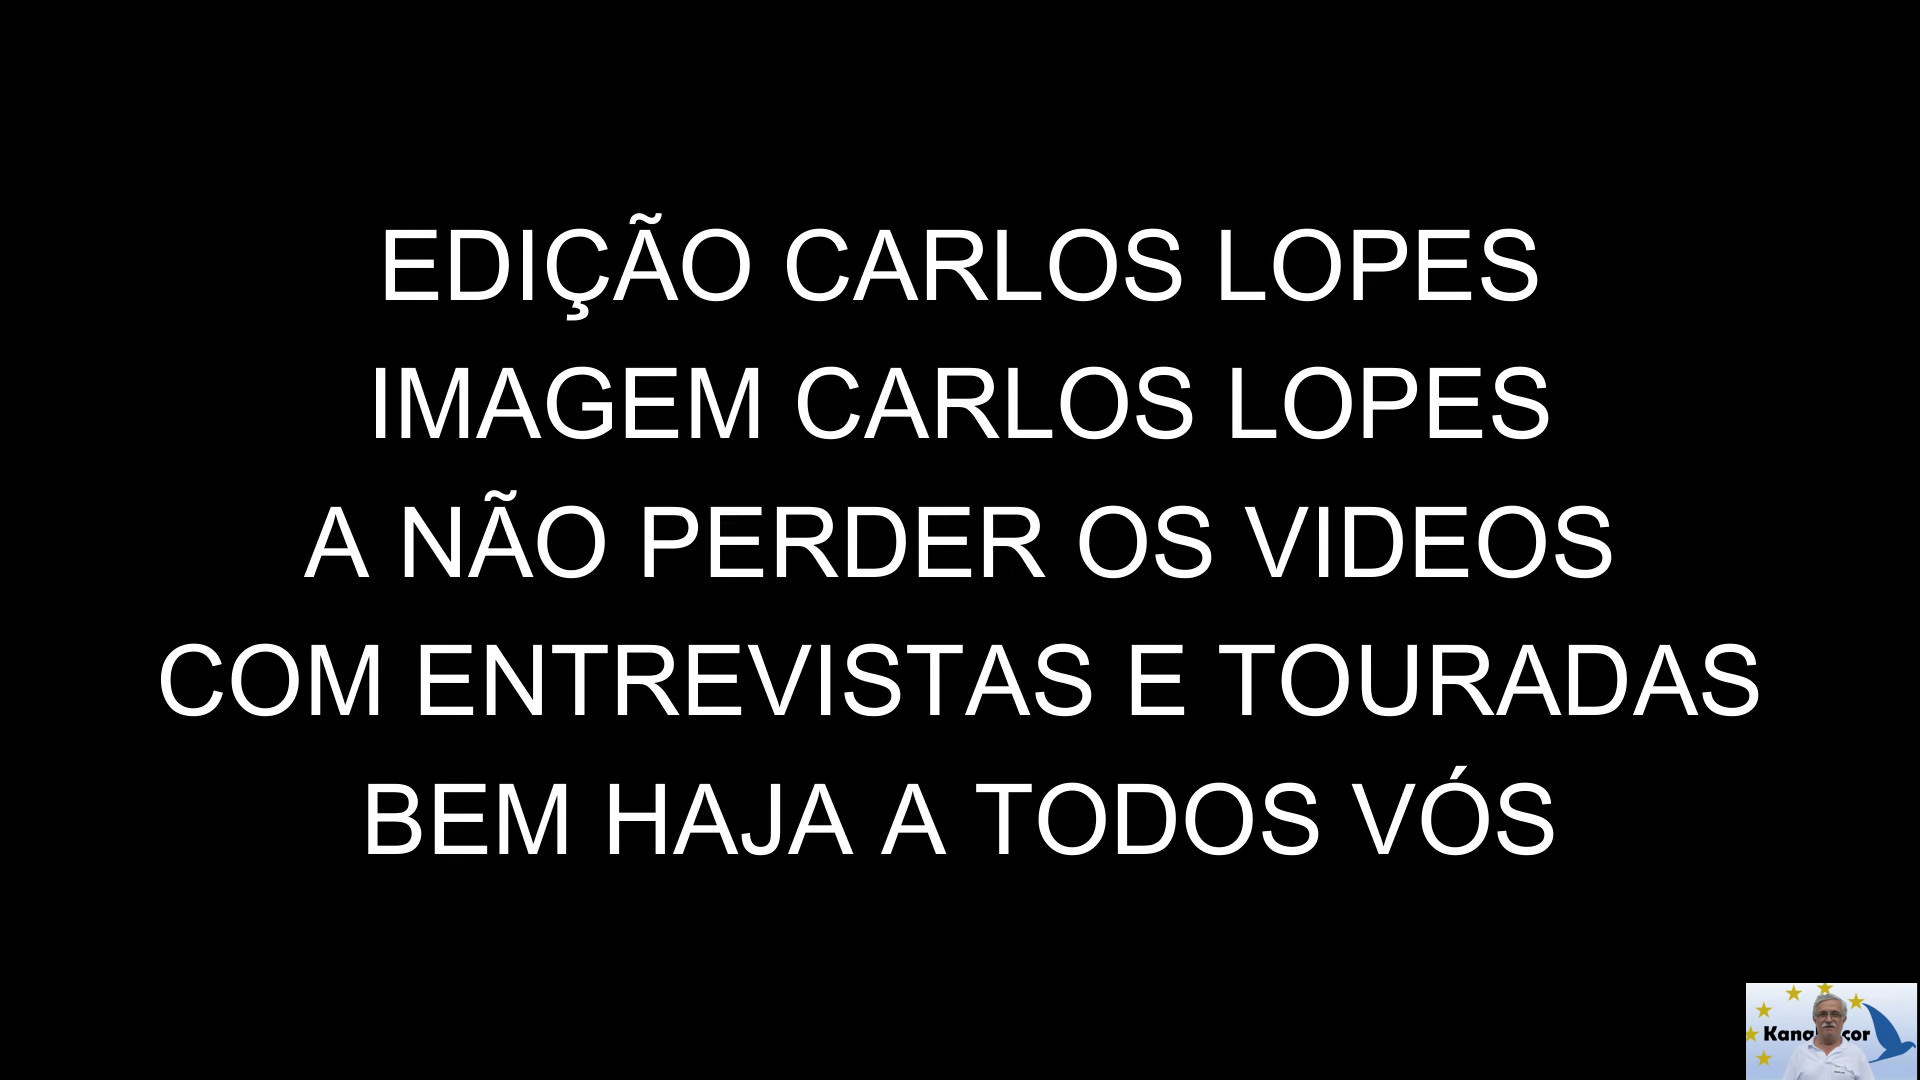 EDIÇÃO CARLOS LOPES
IMAGEM CARLOS LOPES
A NÃO PERDER OS VIDEOS
COM ENTREVISTAS E TOURADAS
BEM HAJA A TODOS VÓS